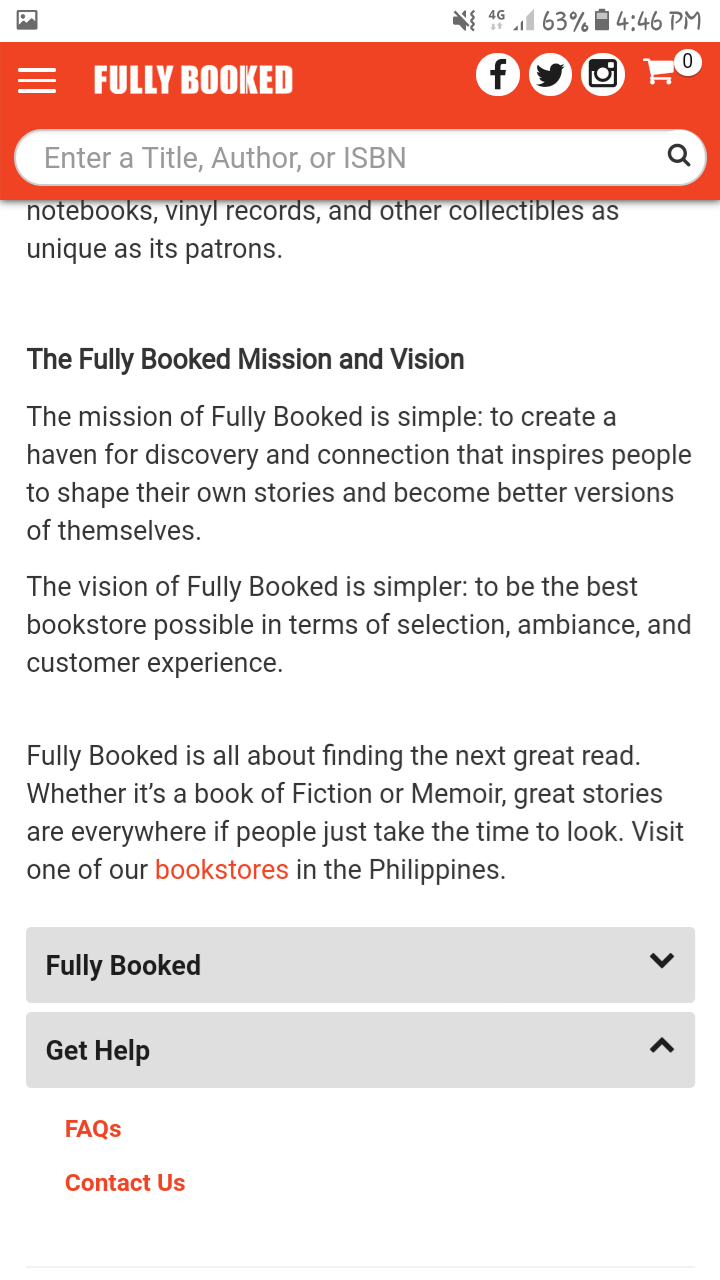 4G 63% 4:46 PM
FULLY BOOKED 0
Enter a Title, Author, or ISBN
notebooks, vinyl records, and other collectibles as
unique as its patrons.
The Fully Booked Mission and Vision
The mission of Fully Booked is simple: to create a
haven for discovery and connection that inspires people
to shape their own stories and become better versions
of themselves.
The vision of Fully Booked is simpler: to be the best
bookstore possible in terms of selection, ambiance, and
customer experience.
Fully Booked is all about finding the next great read.
Whether it’s a book of Fiction or Memoir, great stories
are everywhere if people just take the time to look. Visit
one of our bookstores in the Philippines.
Fully Booked
Get Help
FAQs
Contact Us